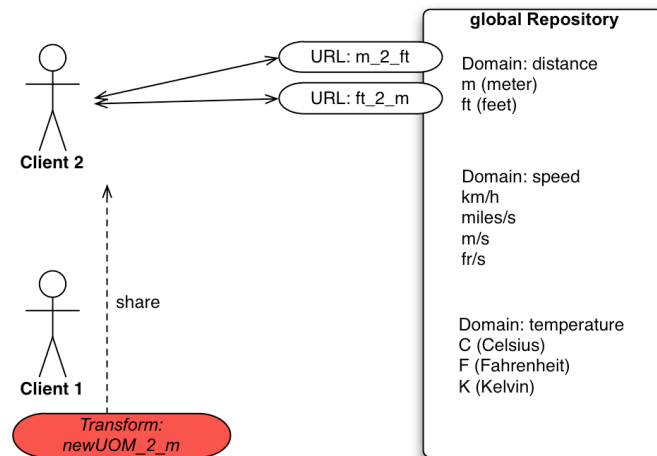 global Repository
URL: m_2_ft
URL: ft_2_m
Domain: distance
m (meter)
ft (feet)
Client 2
Domain: speed
km/h
miles/s
m/s
fr/s
share
Domain: temperature
C (Celsius)
F (Fahrenheit)
K (Kelvin)
Client 1
Transform:
newUOM_2_m